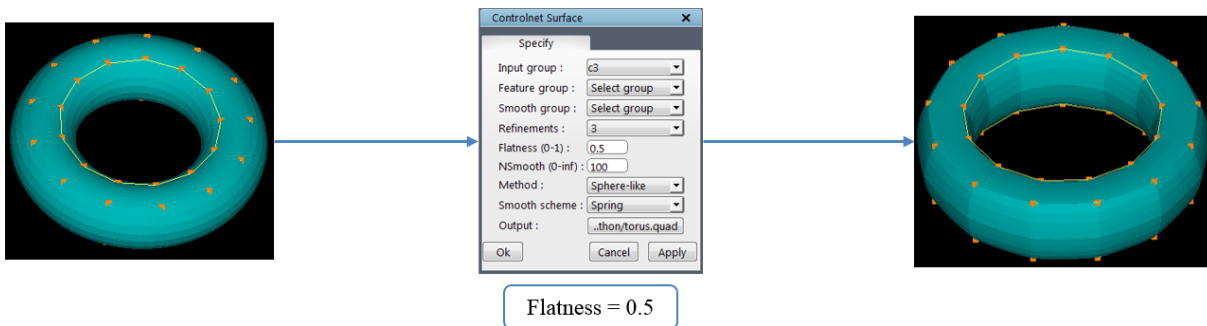 Controlnet Surface
Specify
Input group : c3
Feature group : Select group
Smooth group : Select group
Refinements : 3
Flatness (0-1) : 0.5
NSmooth (0-inf) : 100
Method : Sphere-like
Smooth scheme : Spring
Output : ..thon/torus.quad
Ok Cancel Apply
Flatness = 0.5